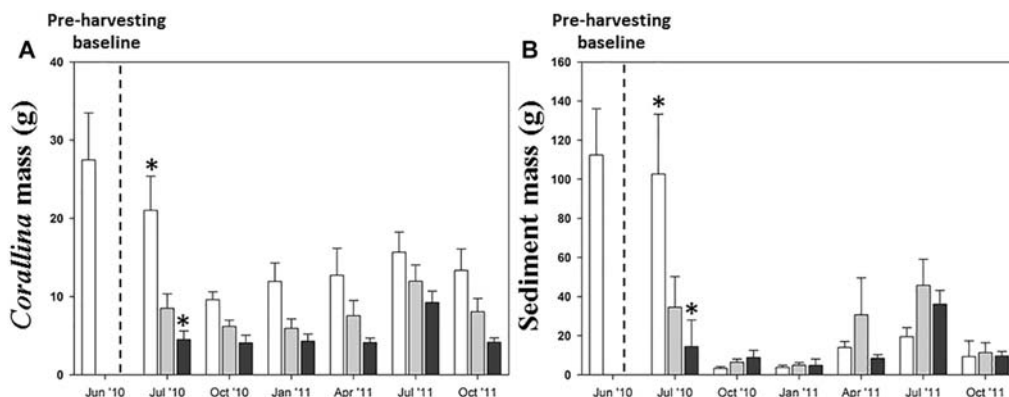 Pre-harvesting
baseline
A
Corallina mass (g)
40
30
20
10
0
*
*
Jun '10
Jul '10
Oct '10
Jan '11
Apr '11
Jul '11
Oct '11
Pre-harvesting
baseline
B
Sediment mass (g)
160
140
120
100
80
60
40
20
0
*
*
Jun '10
Jul '10
Oct '10
Jan '11
Apr '11
Jul '11
Oct '11